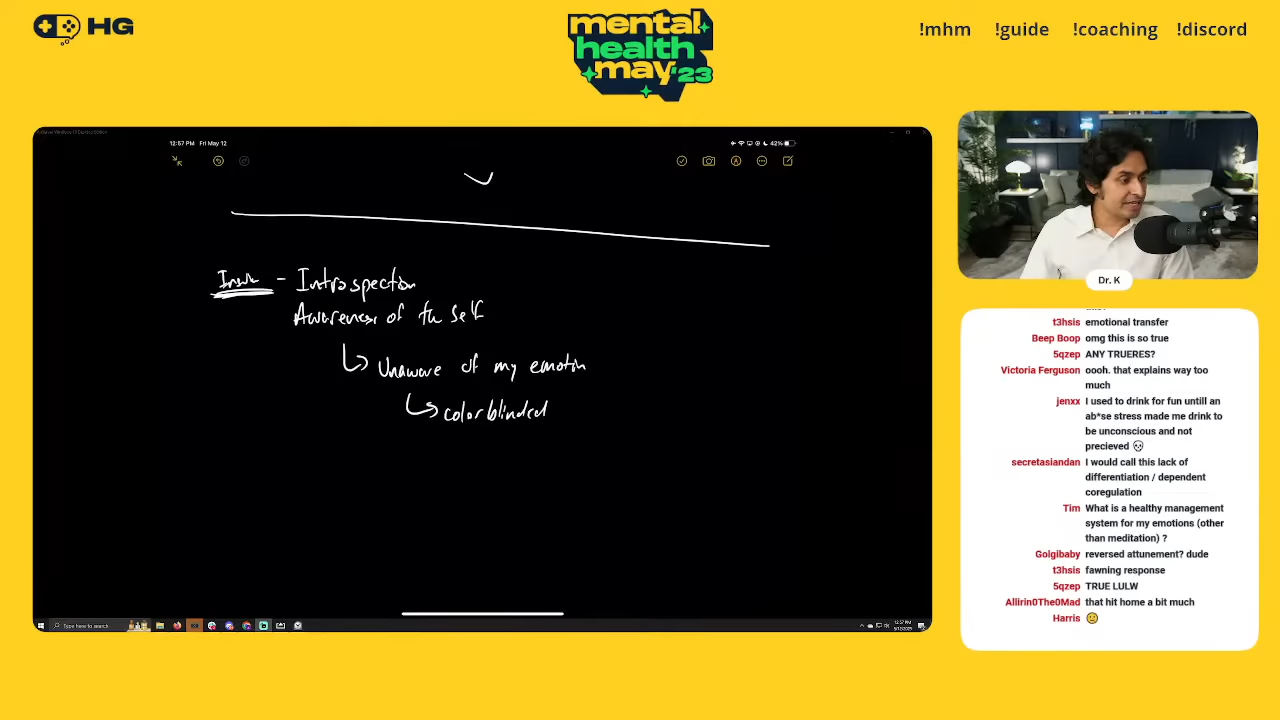 HG
mental
health
may '23
!mhm !guide !coaching !discord
12:57 PM Fri May 12
42%
- Introspection
Awareness of the Self
Unaware of my emotion
colorblinded
Type here to search
12:57 PM
Dr. K
t3hsis emotional transfer
Beep Boop omg this is so true
5qzep ANY TRUERES?
Victoria Ferguson oooh. that explains way too
much
jenxx I used to drink for fun untill an
ab*se stress made me drink to
be unconscious and not
precieved 💀
secretasiandan I would call this lack of
differentiation / dependent
coregulation
Tim What is a healthy management
system for my emotions (other
than meditation) ?
Golgibaby reversed attunement? dude
t3hsis fawning response
5qzep TRUE LULW
Allirin0The0Mad that hit home a bit much
Harris 🙁